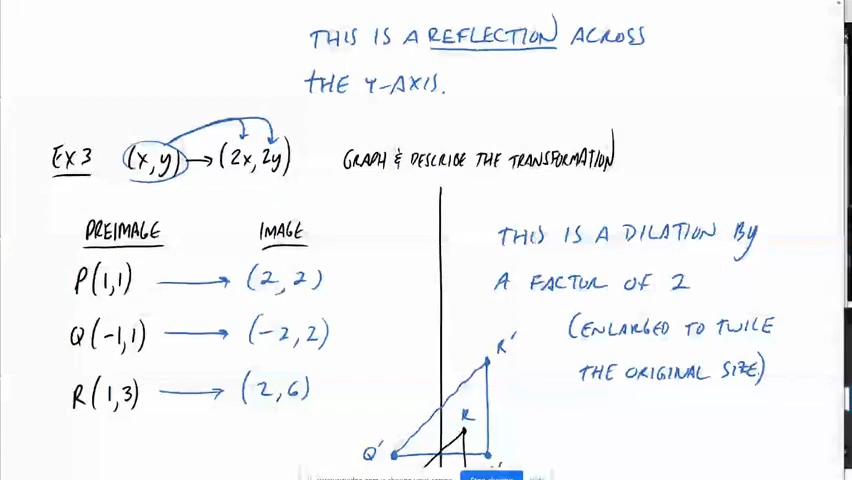 THIS IS A REFLECTION ACROSS
THE Y-AXIS.
EX 3 (x,y) → (2x, 2y) GRAPH & DESCRIBE THE TRANSFORMATION
PREIMAGE IMAGE
P(1,1) → (2,2)
Q(-1,1) → (-2,2)
R(1,3) → (2,6)
THIS IS A DILATION BY
A FACTOR OF 2
(ENLARGED TO TWICE
THE ORIGINAL SIZE.)
R'
R
Q'